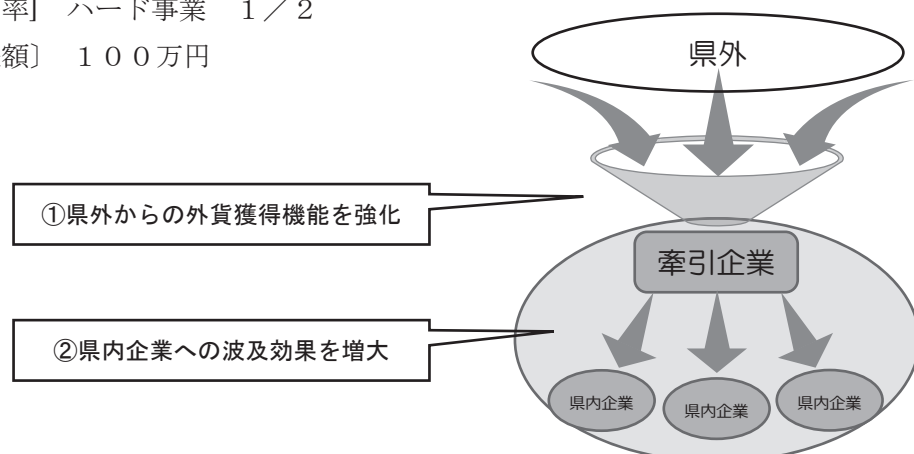 率] ハード事業 １／２
額〕 １００万円
県外
①県外からの外貨獲得機能を強化
牽引企業
②県内企業への波及効果を増大
県内企業
県内企業
県内企業